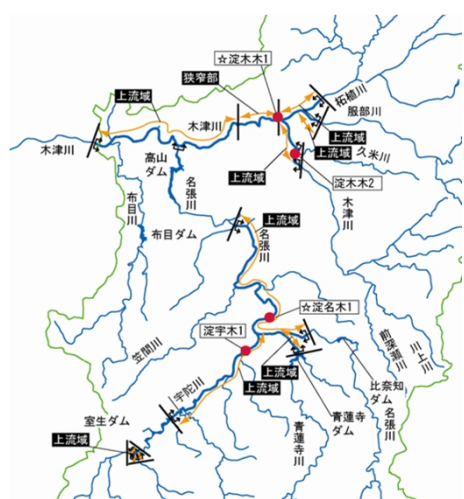 ☆淀木木1
狭窄部
柘植川
上流域
服部川
木津川
上流域
木津川
久米川
高山
ダム
上流域
淀木木2
名張川
木津川
布目川
上流域
布目ダム
名張川
☆淀名木1
淀宇木1
笠間川
前深瀬川
川上川
上流域
比奈知
ダム
宇陀川
上流域
名張川
室生ダム
青蓮寺
ダム
青蓮寺川
上流域